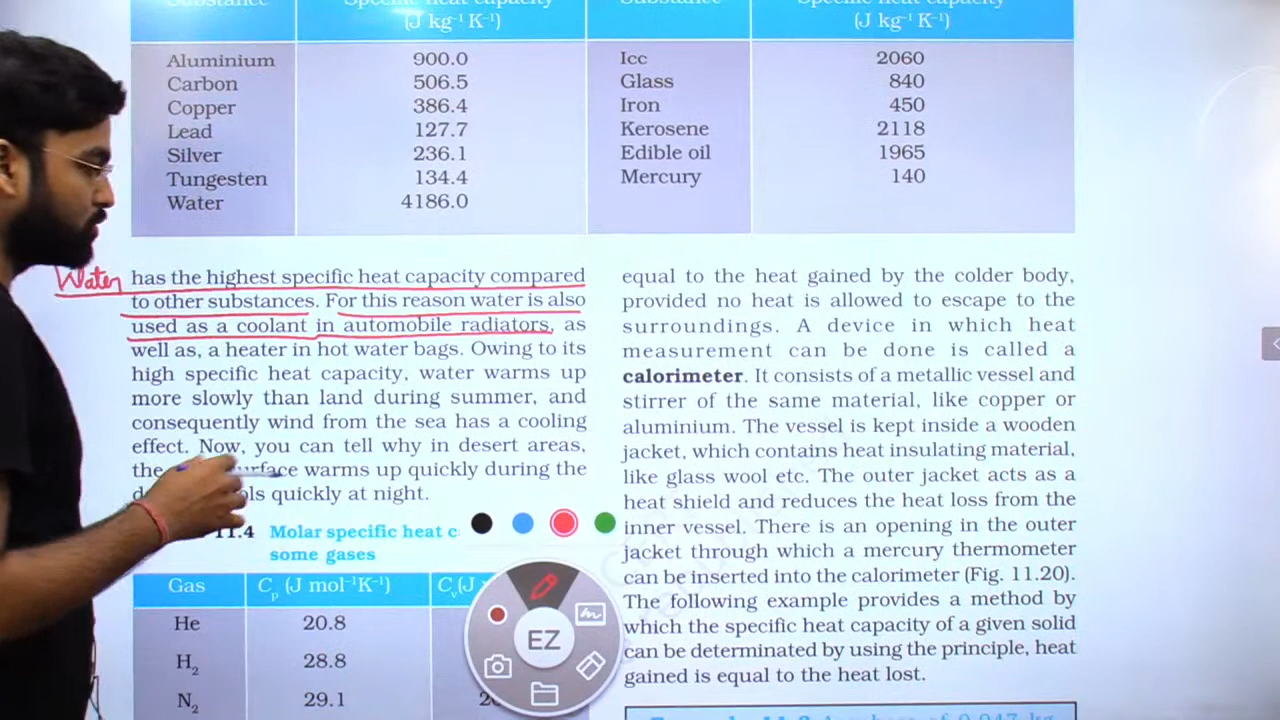 Substance Specific heat capacity Substance Specific heat capacity
(J kg⁻¹ K⁻¹) (J kg⁻¹ K⁻¹)
Aluminium 900.0 Icc 2060
Carbon 506.5 Glass 840
Copper 386.4 Iron 450
Lead 127.7 Kerosene 2118
Silver 236.1 Edible oil 1965
Tungesten 134.4 Mercury 140
Water 4186.0
Water has the highest specific heat capacity compared
to other substances. For this reason water is also
used as a coolant in automobile radiators, as
well as, a heater in hot water bags. Owing to its
high specific heat capacity, water warms up
more slowly than land during summer, and
consequently wind from the sea has a cooling
effect. Now, you can tell why in desert areas,
the warms up quickly during the
quickly at night.
11.4 Molar specific heat c
some gases
Gas Cₚ (J mol⁻¹K⁻¹) Cᵥ(J
He 20.8
H₂ 28.8
N₂ 29.1
equal to the heat gained by the colder body,
provided no heat is allowed to escape to the
surroundings. A device in which heat
measurement can be done is called a
calorimeter. It consists of a metallic vessel and
stirrer of the same material, like copper or
aluminium. The vessel is kept inside a wooden
jacket, which contains heat insulating material,
like glass wool etc. The outer jacket acts as a
heat shield and reduces the heat loss from the
inner vessel. There is an opening in the outer
jacket through which a mercury thermometer
can be inserted into the calorimeter (Fig. 11.20).
The following example provides a method by
which the specific heat capacity of a given solid
can be determined by using the principle, heat
gained is equal to the heat lost.
EZ